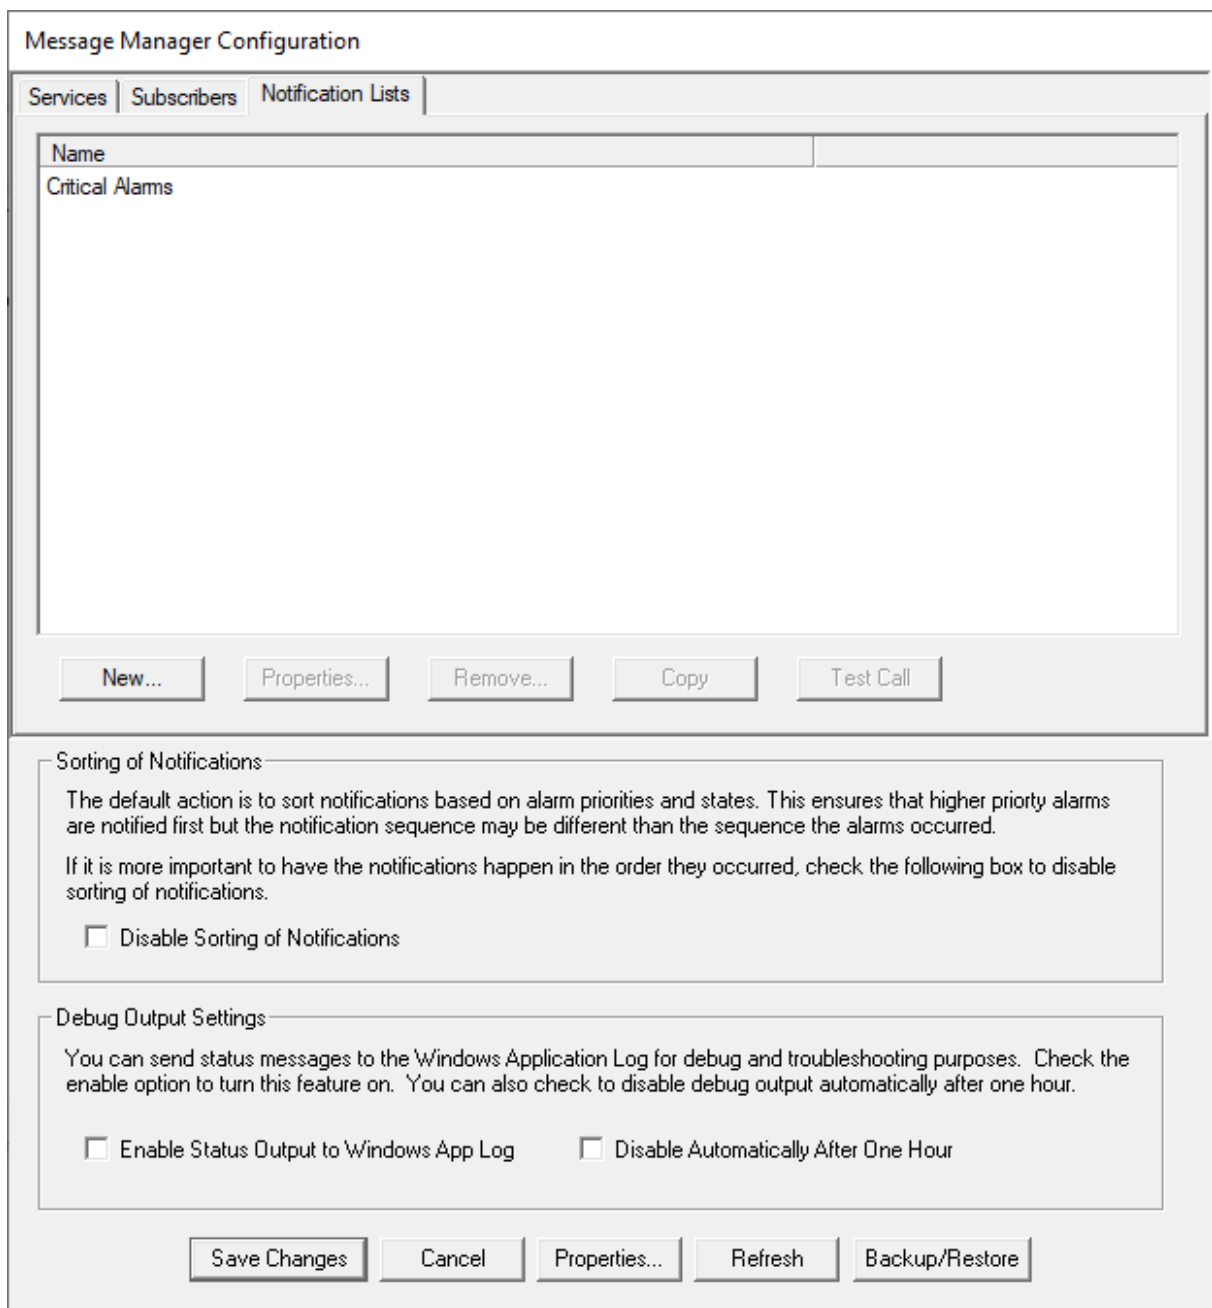 Message Manager Configuration
Services Subscribers Notification Lists
Name
Critical Alarms
New... Properties... Remove... Copy Test Call
Sorting of Notifications
The default action is to sort notifications based on alarm priorities and states. This ensures that higher priorty alarms
are notified first but the notification sequence may be different than the sequence the alarms occurred.
If it is more important to have the notifications happen in the order they occurred, check the following box to disable
sorting of notifications.
Disable Sorting of Notifications
Debug Output Settings
You can send status messages to the Windows Application Log for debug and troubleshooting purposes. Check the
enable option to turn this feature on. You can also check to disable debug output automatically after one hour.
Enable Status Output to Windows App Log Disable Automatically After One Hour
Save Changes Cancel Properties... Refresh Backup/Restore